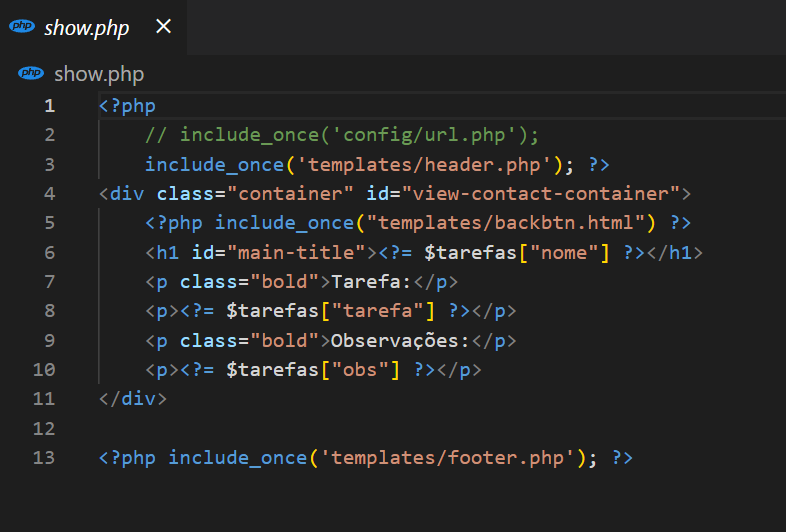 php show.php ×
php show.php
1 <?php
2 // include_once('config/url.php');
3 include_once('templates/header.php'); ?>
4 <div class="container" id="view-contact-container">
5 <?php include_once("templates/backbtn.html") ?>
6 <h1 id="main-title"><?= $tarefas["nome"] ?></h1>
7 <p class="bold">Tarefa:</p>
8 <p><?= $tarefas["tarefa"] ?></p>
9 <p class="bold">Observações:</p>
10 <p><?= $tarefas["obs"] ?></p>
11 </div>
12
13 <?php include_once('templates/footer.php'); ?>